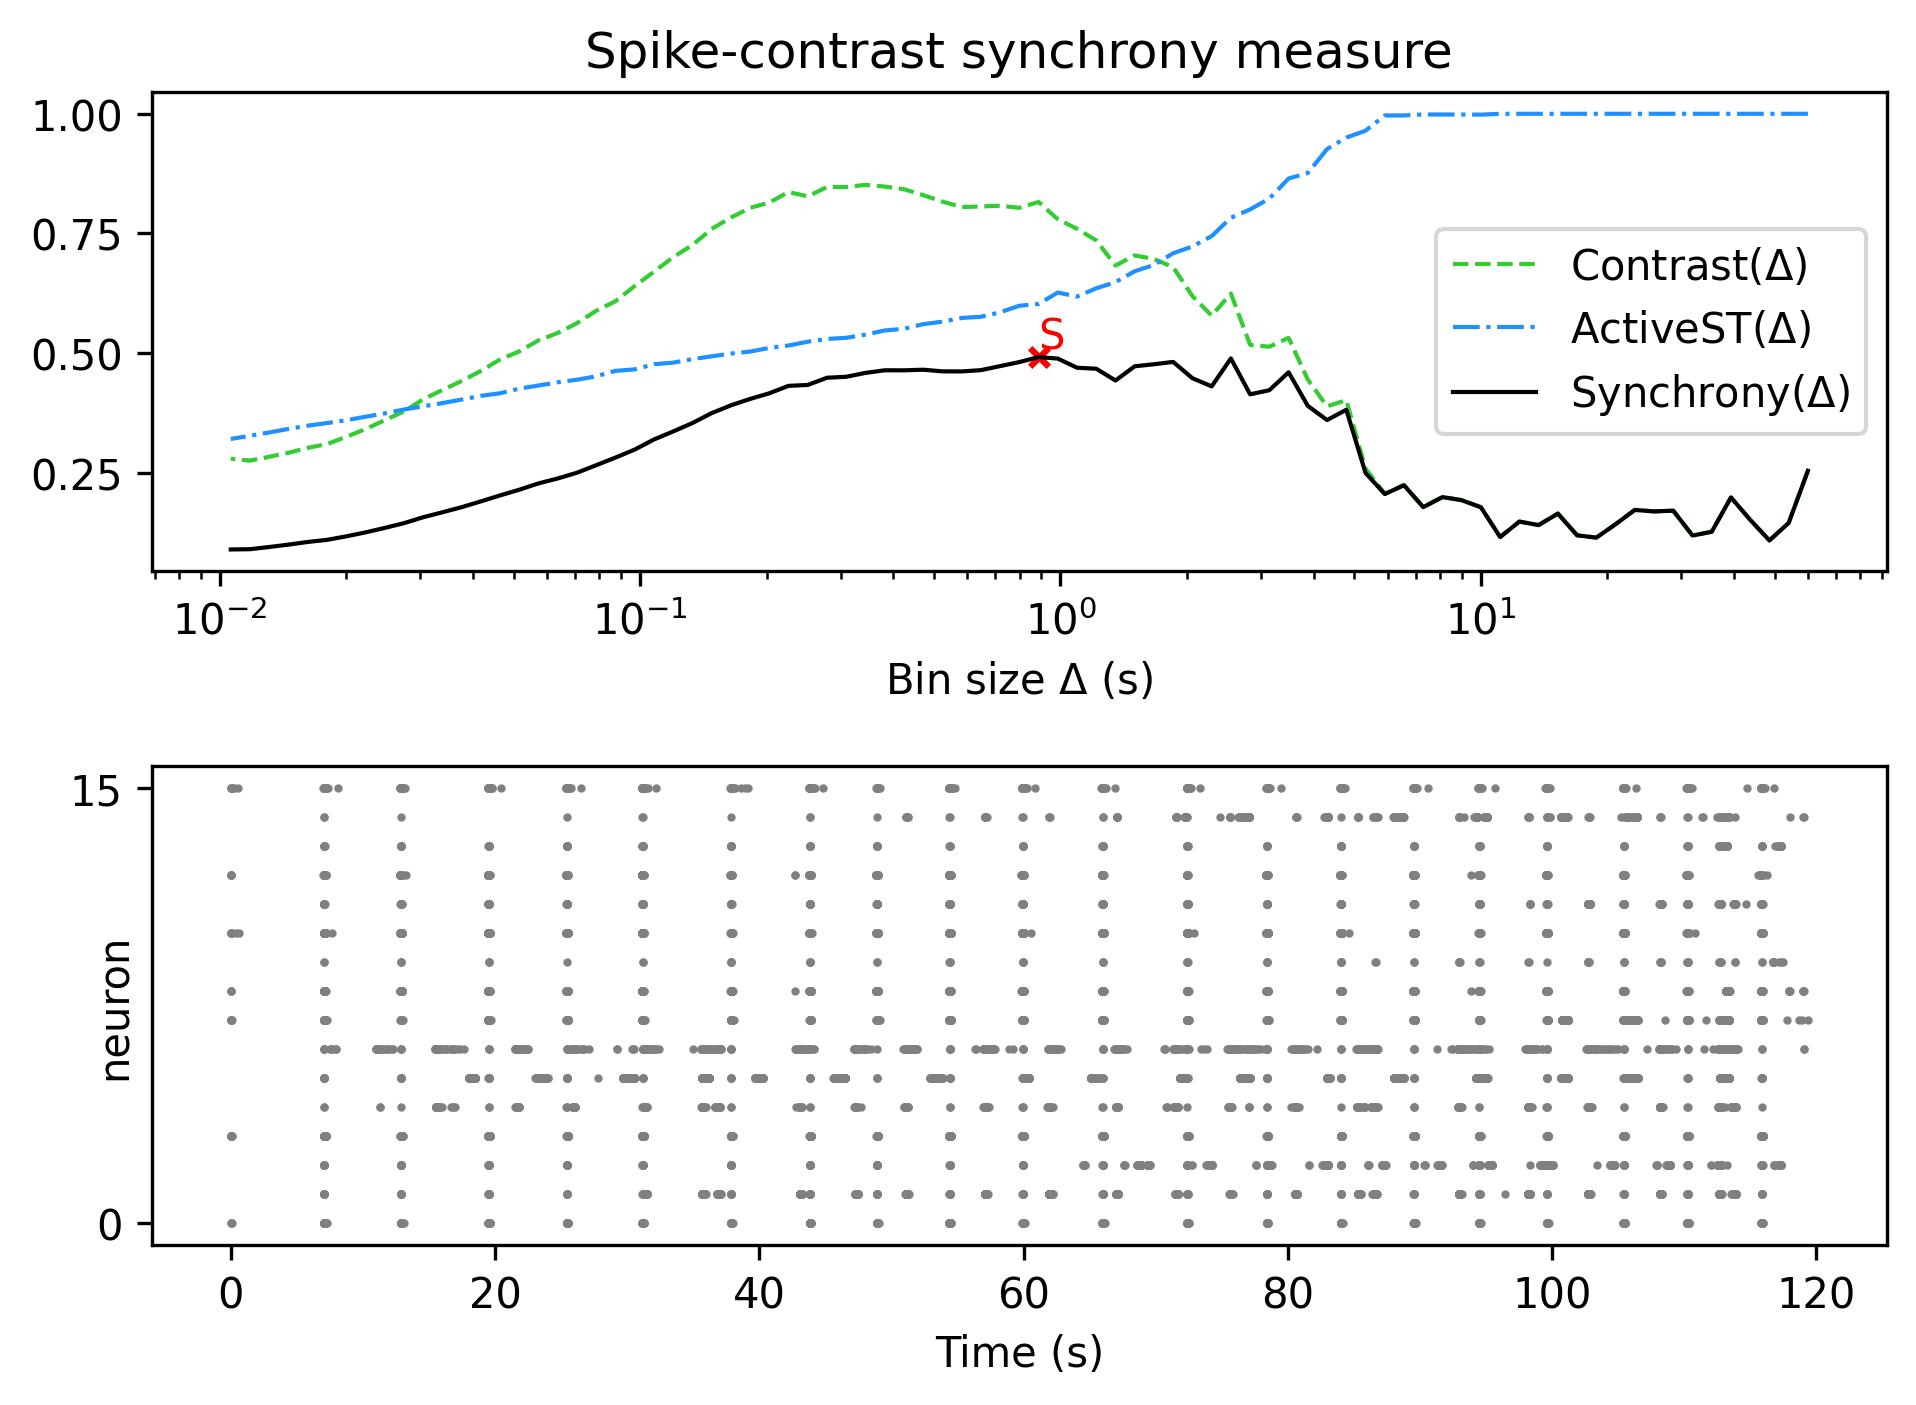 Spike-contrast synchrony measure
1.00
0.75
0.50
0.25
S
Contrast(Δ)
ActiveST(Δ)
Synchrony(Δ)
10⁻² 10⁻¹ 10⁰ 10¹
Bin size Δ (s)
15
neuron
0
0 20 40 60 80 100 120
Time (s)